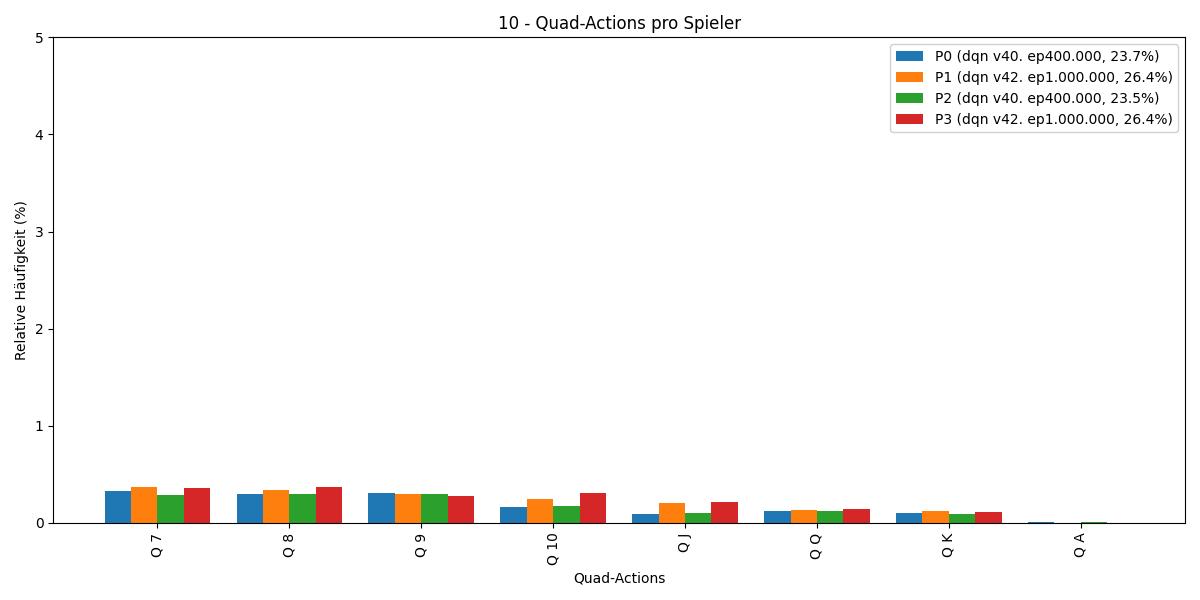 10 - Quad-Actions pro Spieler
P0 (dqn v40. ep400.000, 23.7%)
P1 (dqn v42. ep1.000.000, 26.4%)
P2 (dqn v40. ep400.000, 23.5%)
P3 (dqn v42. ep1.000.000, 26.4%)
Relative Häufigkeit (%)
5
4
3
2
1
0
Q 7
Q 8
Q 9
Q 10
Q J
Q Q
Q K
Q A
Quad-Actions